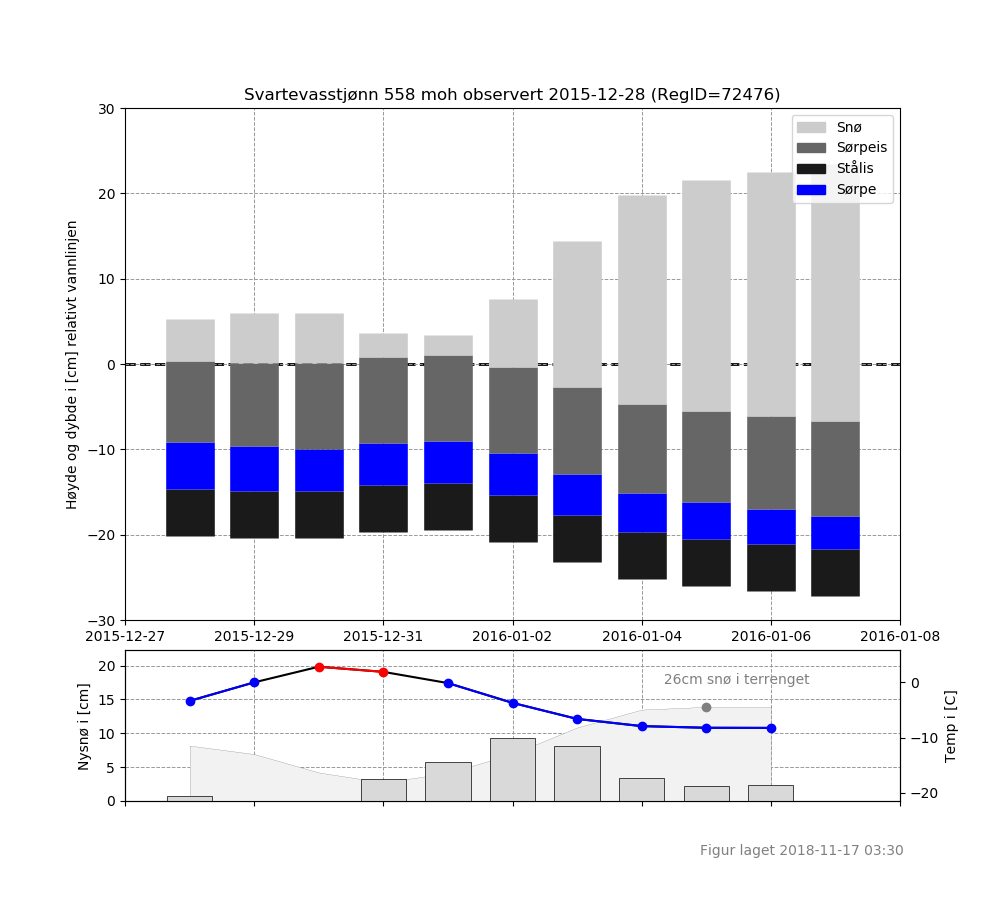 Svartevasstjønn 558 moh observert 2015-12-28 (RegID=72476)
Høyde og dybde i [cm] relativt vannlinjen
30
20
10
0
−10
−20
−30
Snø
Sørpeis
Stålis
Sørpe
2015-12-27 2015-12-29 2015-12-31 2016-01-02 2016-01-04 2016-01-06 2016-01-08
Nysnø i [cm]
20
15
10
5
0
26cm snø i terrenget
0
−10
−20
Temp i [C]
Figur laget 2018-11-17 03:30